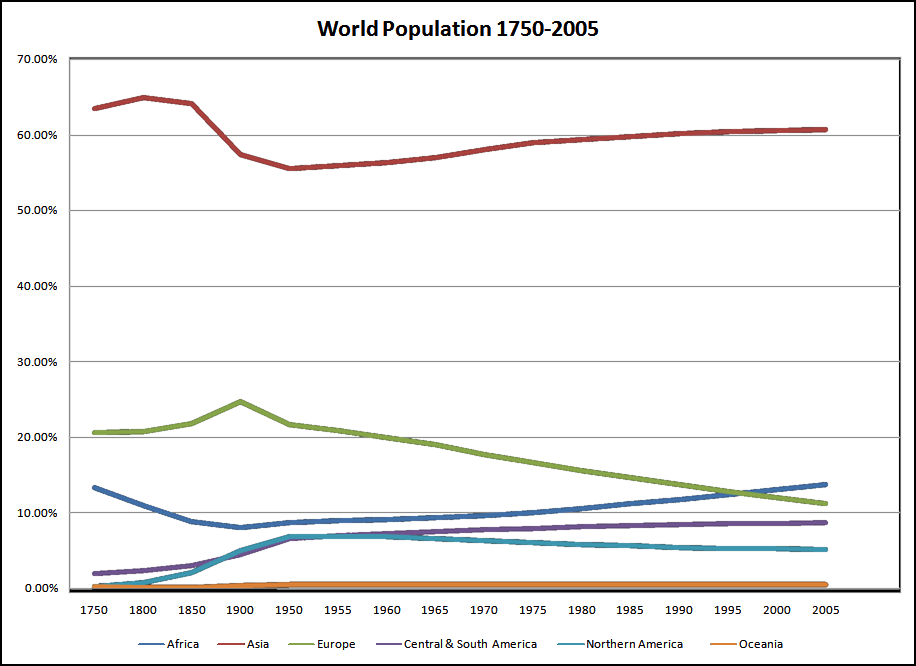 World Population 1750-2005
70.00%
60.00%
50.00%
40.00%
30.00%
20.00%
10.00%
0.00%
1750 1800 1850 1900 1950 1955 1960 1965 1970 1975 1980 1985 1990 1995 2000 2005
Africa Asia Europe Central & South America Northern America Oceania